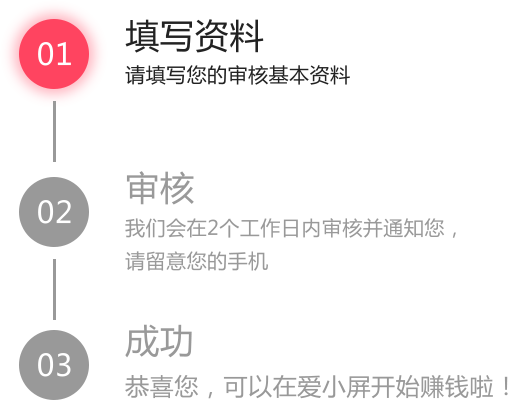 01
填写资料
请填写您的审核基本资料
02
审核
我们会在2个工作日内审核并通知您，
请留意您的手机
03
成功
恭喜您，可以在爱小屏开始赚钱啦！